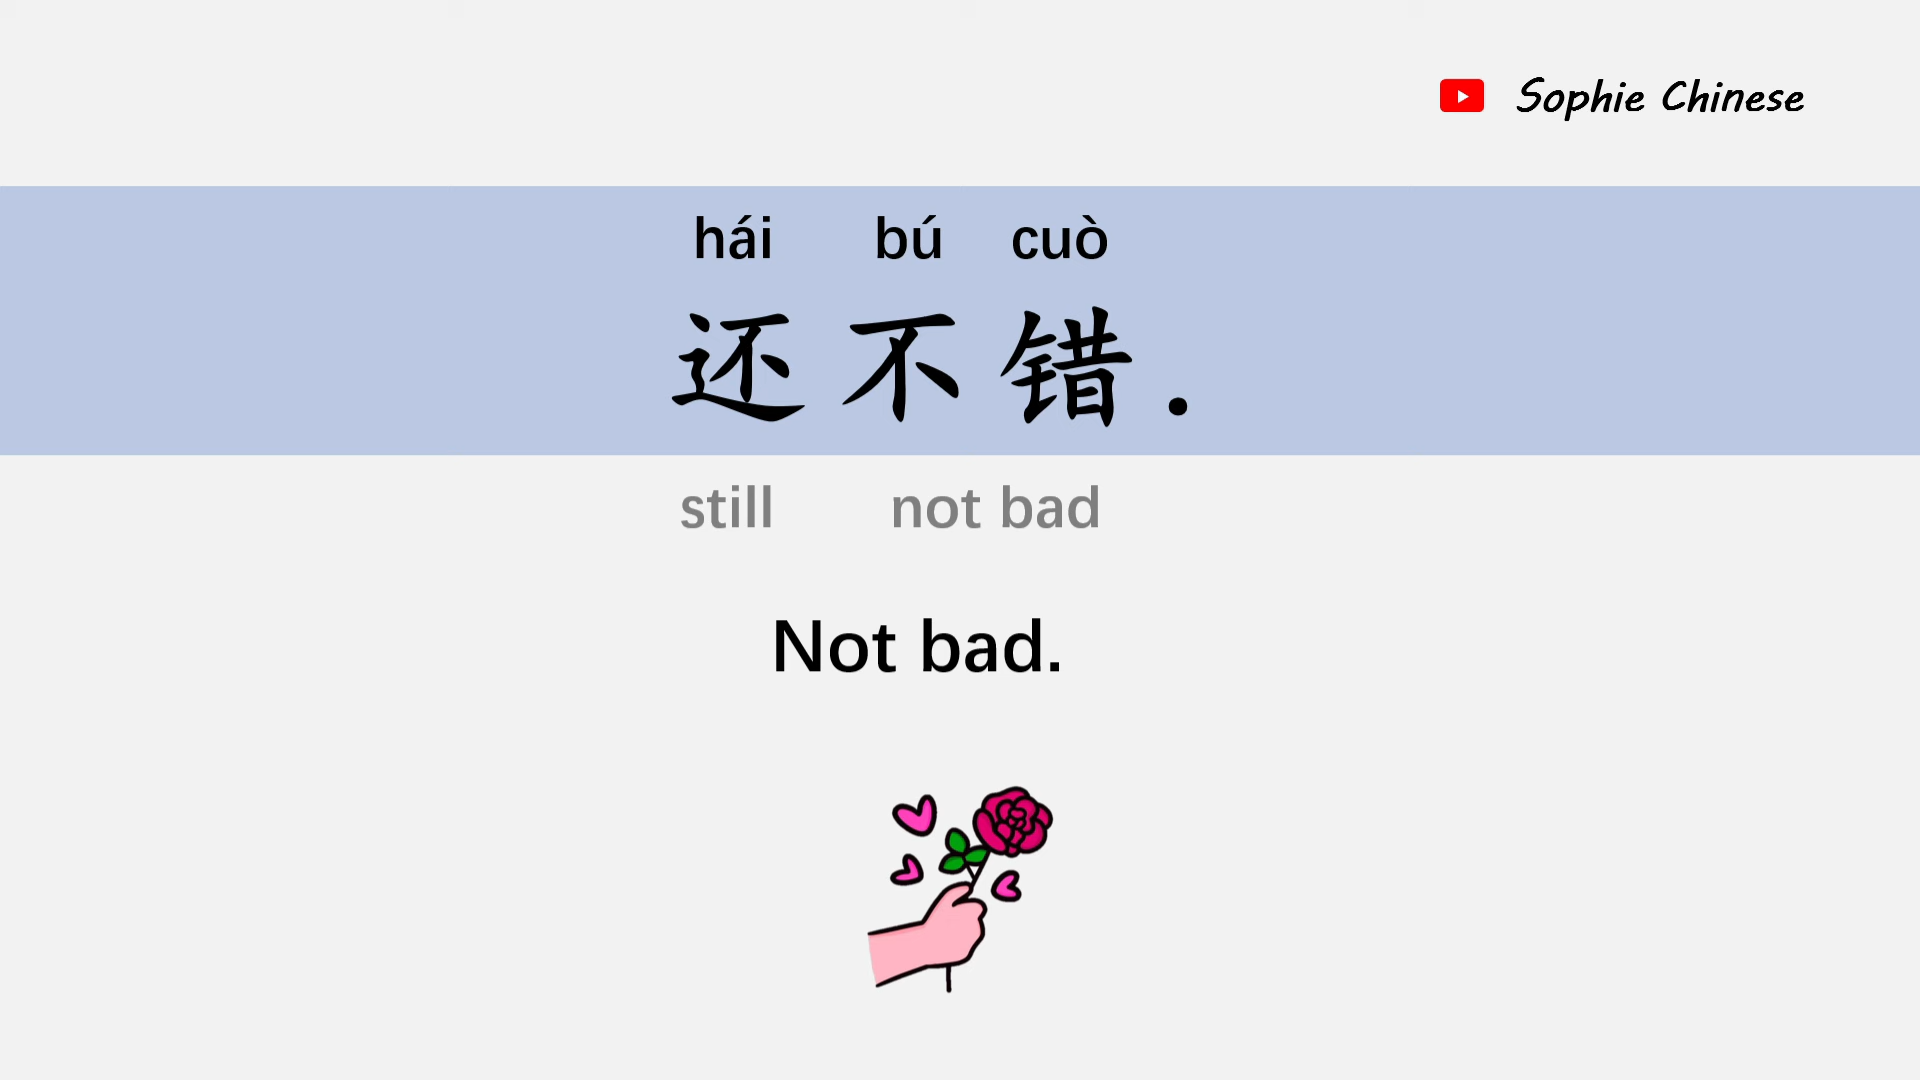 Sophie Chinese
hái bú cuò
还不错.
still not bad
Not bad.